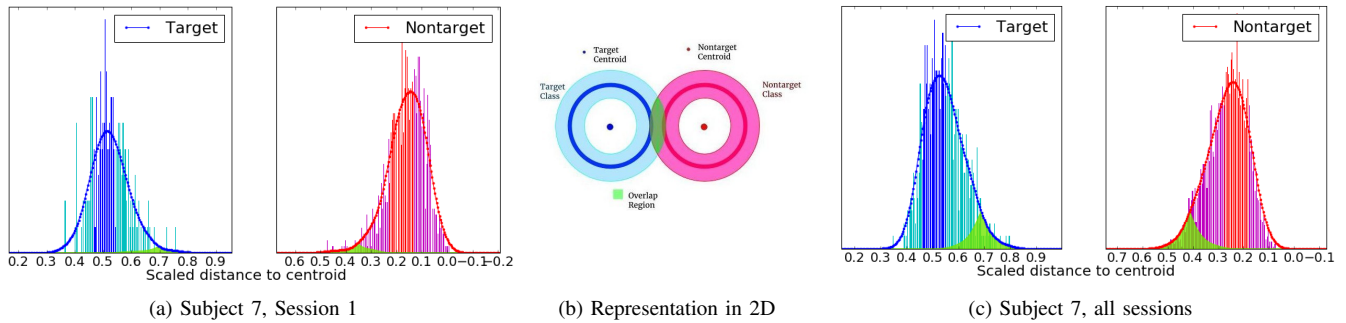 Target
Nontarget
0.2 0.3 0.4 0.5 0.6 0.7 0.8 0.9
0.6 0.5 0.4 0.3 0.2 0.1 0.0−0.1−0.2
Scaled distance to centroid
(a) Subject 7, Session 1
Target
Centroid
Nontarget
Centroid
Target
Class
Nontarget
Class
Overlap
Region
(b) Representation in 2D
Target
Nontarget
0.2 0.3 0.4 0.5 0.6 0.7 0.8 0.9
0.7 0.6 0.5 0.4 0.3 0.2 0.1 0.0−0.1
Scaled distance to centroid
(c) Subject 7, all sessions